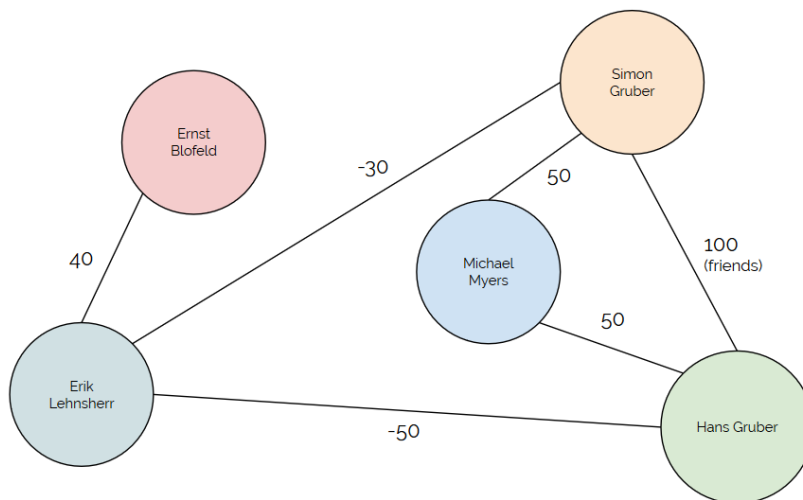 Simon
Gruber
Ernst
Blofeld
-30
50
100
(friends)
40
Michael
Myers
50
Erik
Lehnsherr
Hans Gruber
-50